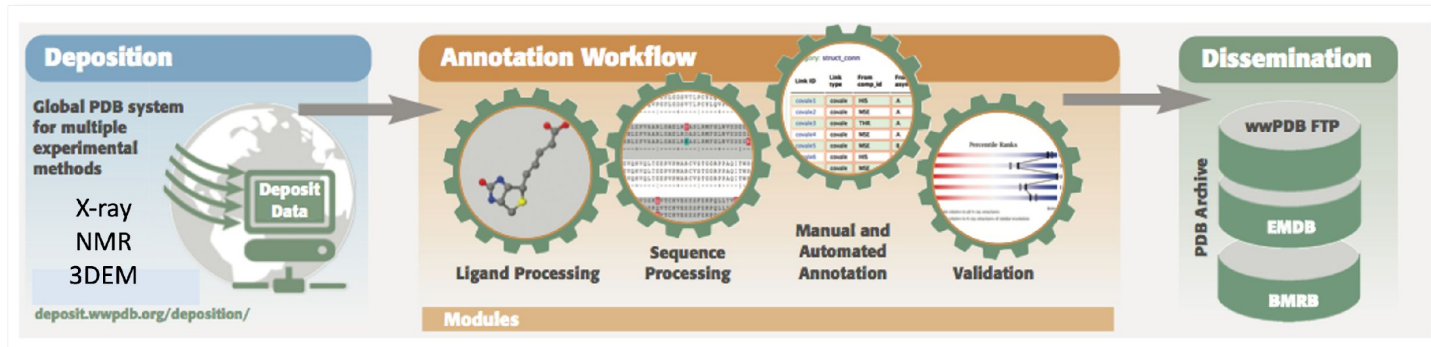 Deposition
Global PDB system
for multiple
experimental
methods
X-ray
NMR
3DEM
Deposit
Data
deposit.wwpdb.org/deposition/
Annotation Workflow
Ligand Processing
Sequence
Processing
struct_conn
Link ID
Link
type
From
comp_id
covale1 covale HIS A
covale2 covale MSE A
covale3 covale THR A
covale4 covale MSE A
covale5 covale MSE
covale HIS
covale MSE
Manual and
Automated
Annotation
Percentile Ranks
Validation
Modules
Dissemination
PDB Archive
wwPDB FTP
EMDB
BMRB